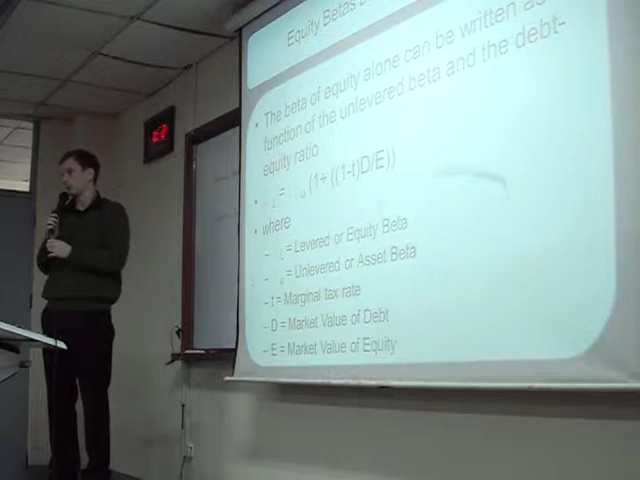 Equity Betas
• The beta of equity alone can be written as
function of the unlevered beta and the debt-
equity ratio
• L = u (1+ ((1-t)D/E))
• where
– L = Levered or Equity Beta
– u = Unlevered or Asset Beta
– t = Marginal tax rate
– D = Market Value of Debt
– E = Market Value of Equity